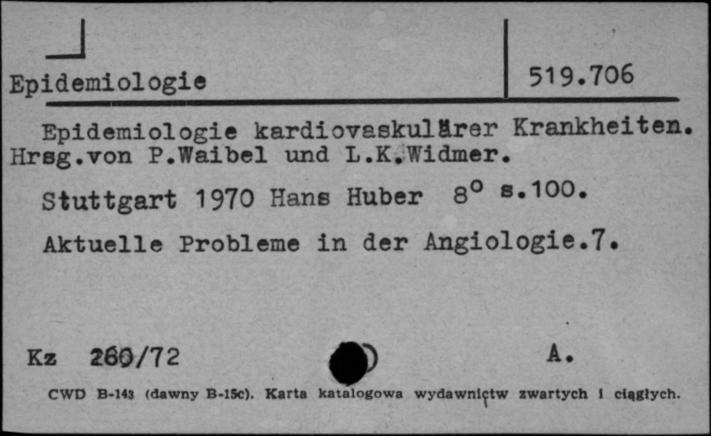 Epidemiologie 519.706
Epidemiologie kardiovaskulärer Krankheiten.
Hrsg.von P.Waibel und L.K.Widmer.
Stuttgart 1970 Hans Huber 8° s.100.
Aktuelle Probleme in der Angiologie.7.
Kz 260/72 A.
CWD B-143 (dawny B-15c). Karta katalogowa wydawnictw zwartych i ciągłych.